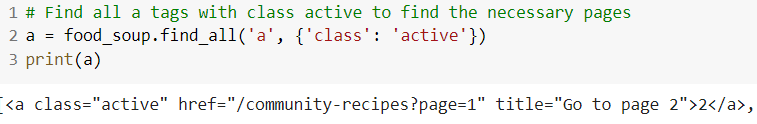 1 # Find all a tags with class active to find the necessary pages
2 a = food_soup.find_all('a', {'class': 'active'})
3 print(a)
[<a class="active" href="/community-recipes?page=1" title="Go to page 2">2</a>,